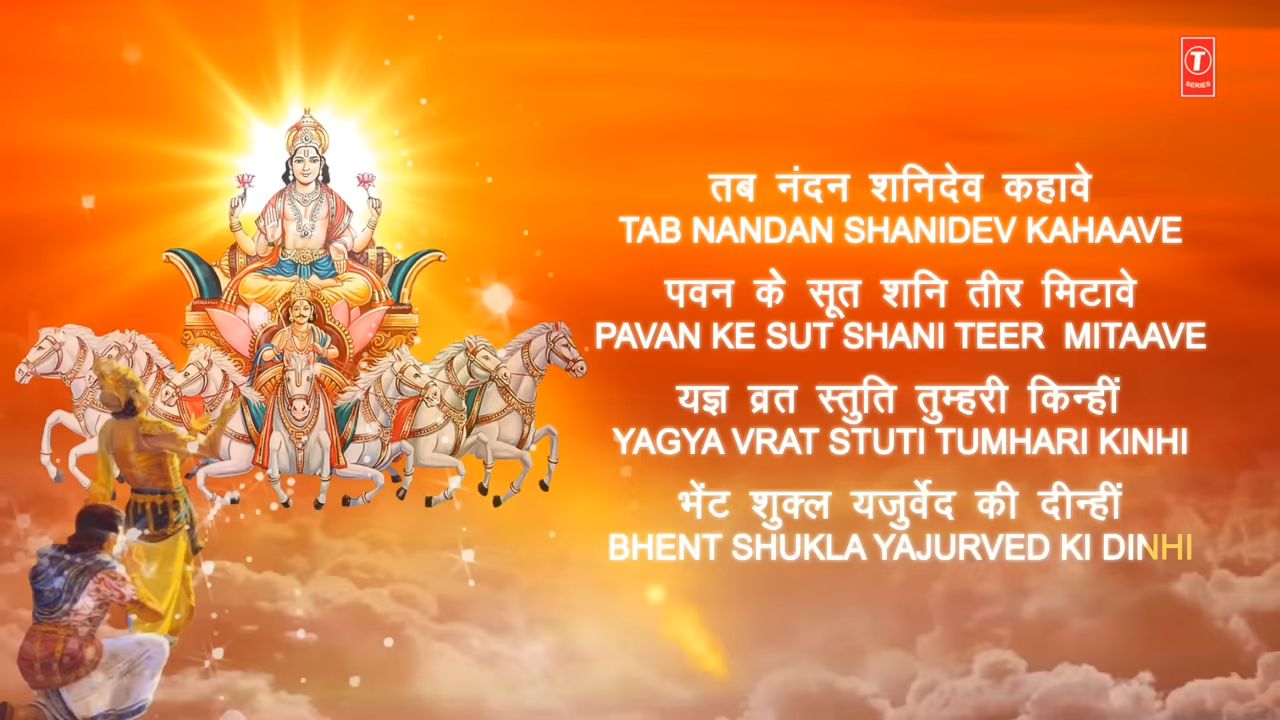 T
SERIES
तब नंदन शनिदेव कहावे
TAB NANDAN SHANIDEV KAHAAVE
पवन के सूत शनि तीर मिटावे
PAVAN KE SUT SHANI TEER MITAAVE
यज्ञ व्रत स्तुति तुम्हरी किन्हीं
YAGYA VRAT STUTI TUMHARI KINHI
भेंट शुक्ल यजुर्वेद की दीन्हीं
BHENT SHUKLA YAJURVED KI DINHI